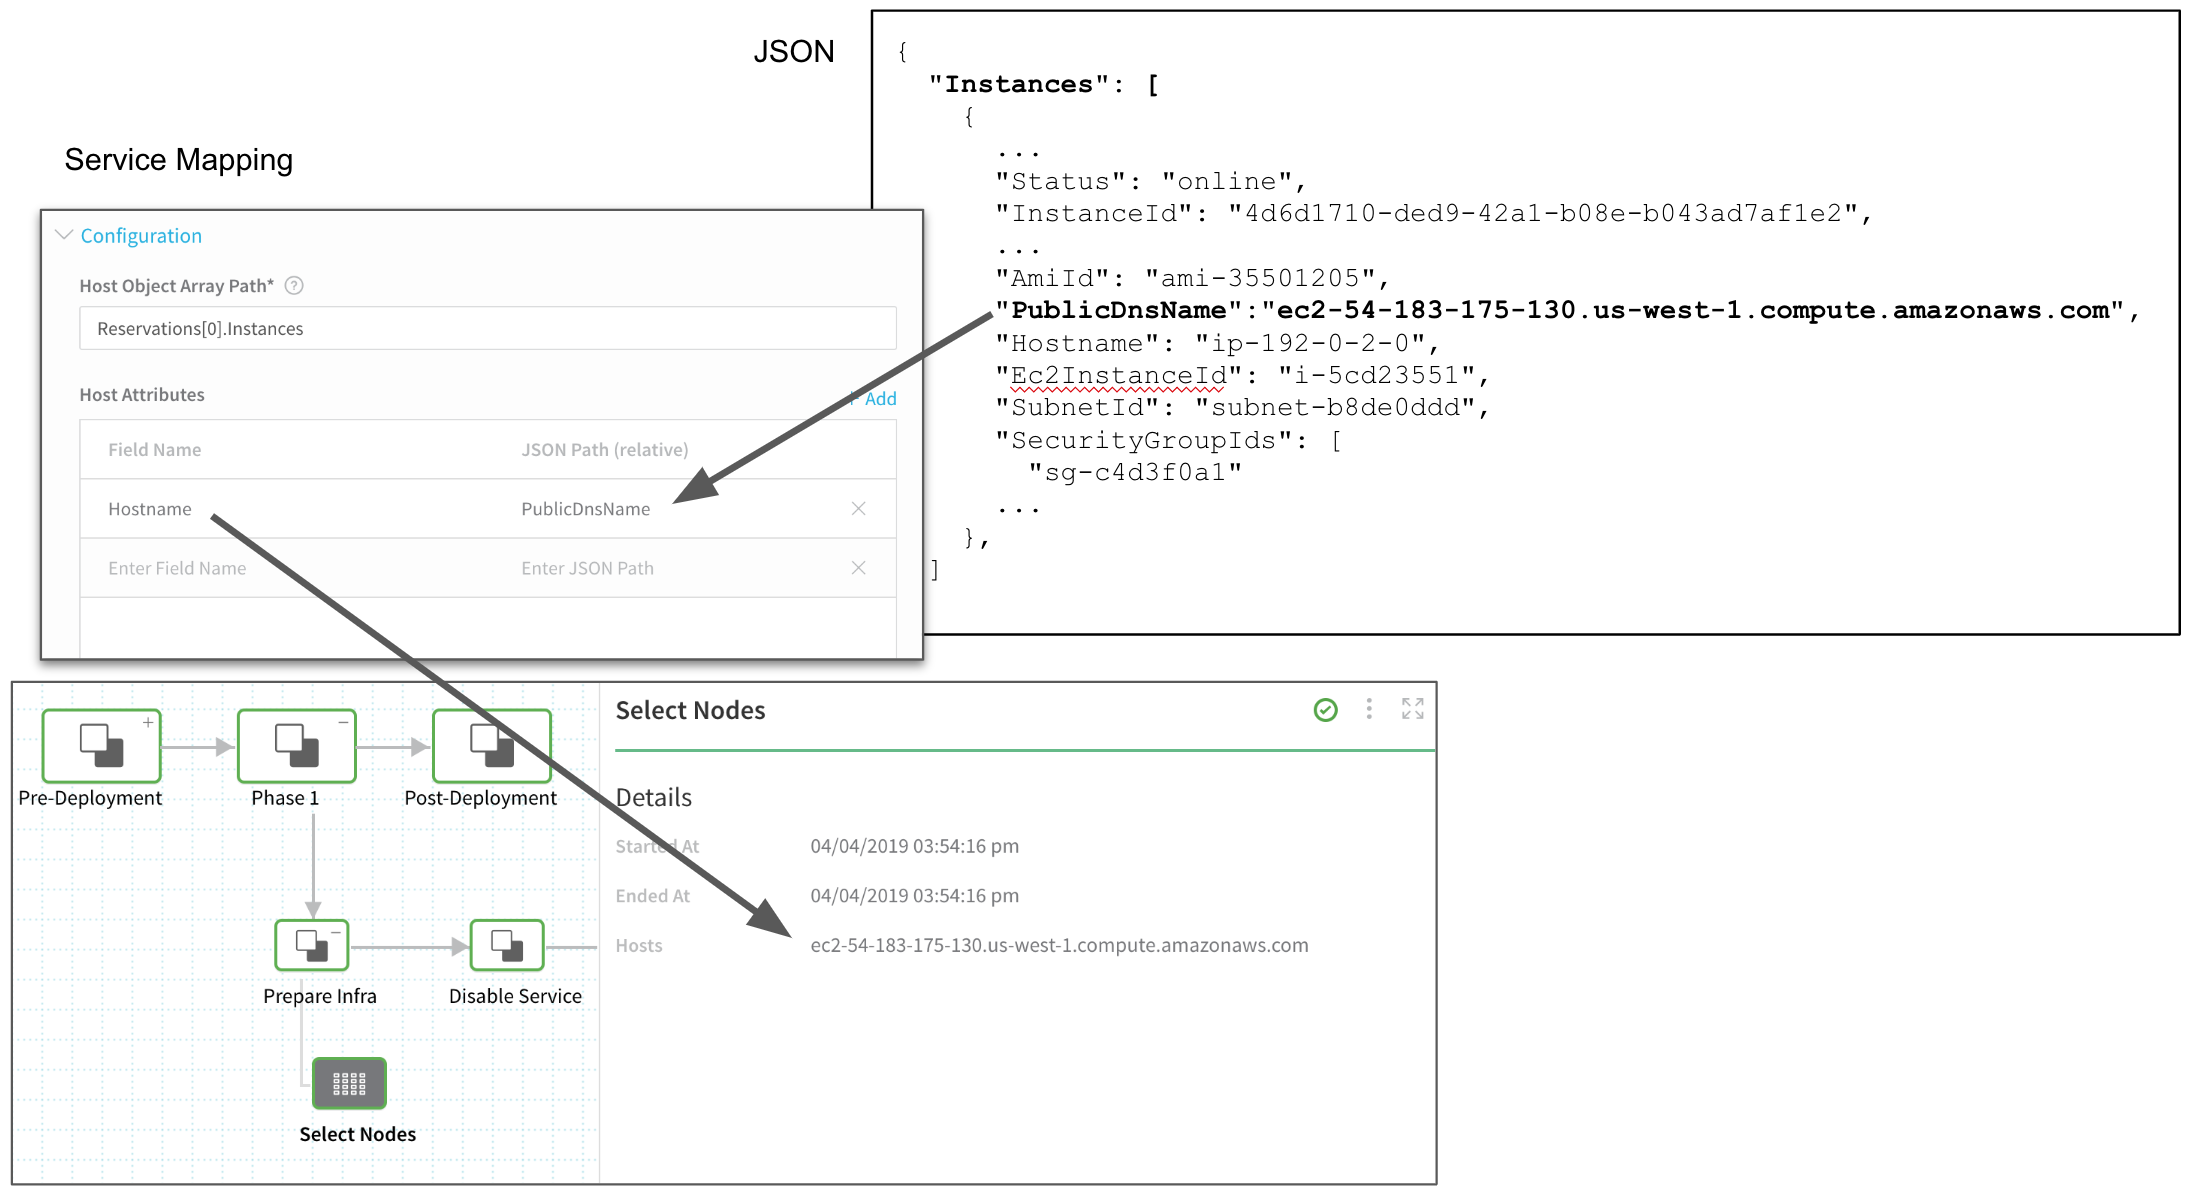 JSON
{
"Instances": [
{
...
"Status": "online",
"InstanceId": "4d6d1710-ded9-42a1-b08e-b043ad7af1e2",
...
"AmiId": "ami-35501205",
"PublicDnsName":"ec2-54-183-175-130.us-west-1.compute.amazonaws.com",
"Hostname": "ip-192-0-2-0",
"Ec2InstanceId": "i-5cd23551",
"SubnetId": "subnet-b8de0ddd",
"SecurityGroupIds": [
"sg-c4d3f0a1"
...
},
]
Service Mapping
Configuration
Host Object Array Path* ?
Reservations[0].Instances
Host Attributes + Add
Field Name JSON Path (relative)
Hostname PublicDnsName
Enter Field Name Enter JSON Path
Pre-Deployment Phase 1 Post-Deployment
Prepare Infra Disable Service
Select Nodes
Select Nodes
Details
Started At 04/04/2019 03:54:16 pm
Ended At 04/04/2019 03:54:16 pm
Hosts ec2-54-183-175-130.us-west-1.compute.amazonaws.com